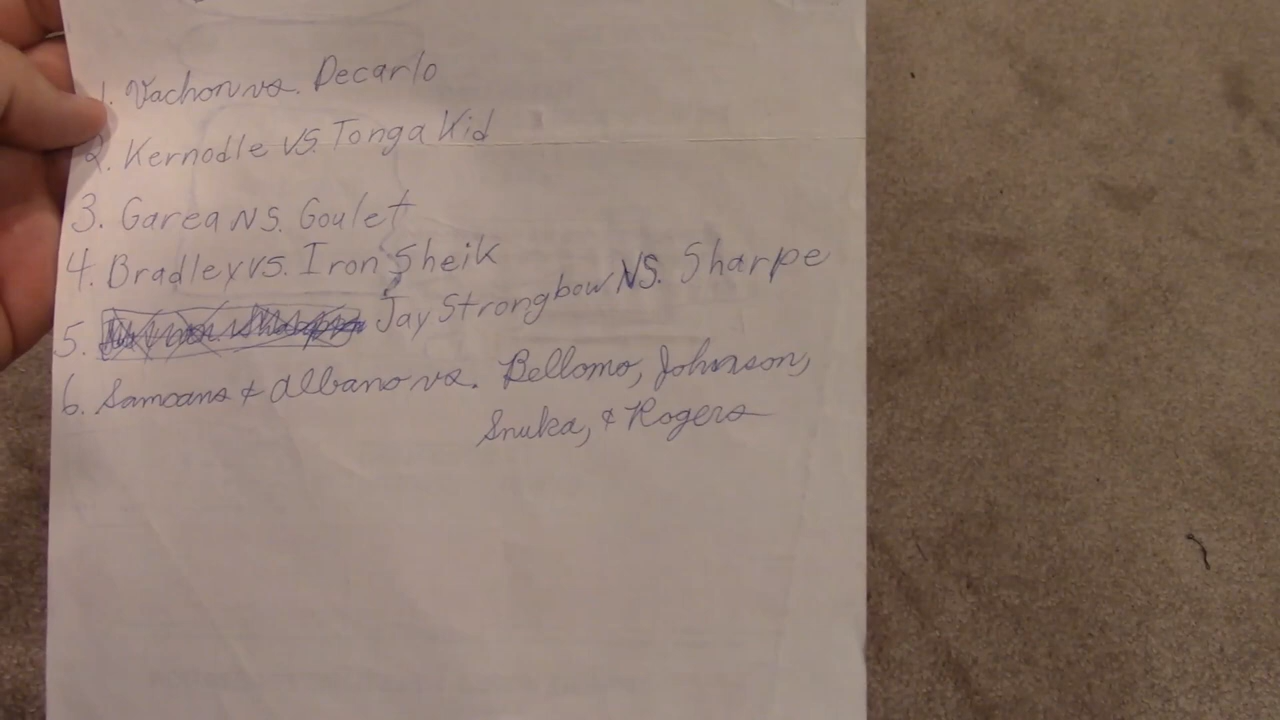 1. Vachon vs. Decarlo
2. Kernodle VS. Tonga Kid
3. Garea VS. Goulet
4. Bradley VS. Iron Sheik
5. Jay Strongbow VS. Sharpe
6. Samoans & Albano vs. Bellomo, Johnson,
Snuka, & Rogers